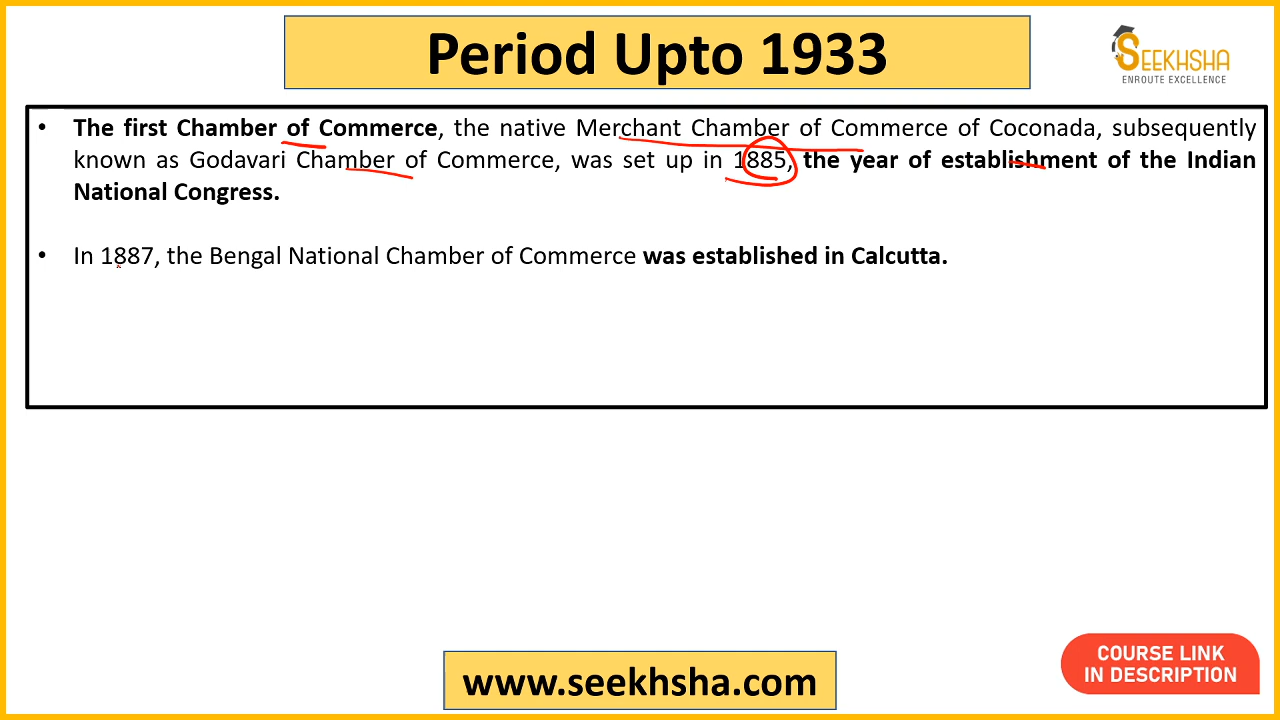 Period Upto 1933
SEEKHSHA
ENROUTE EXCELLENCE
• The first Chamber of Commerce, the native Merchant Chamber of Commerce of Coconada, subsequently
known as Godavari Chamber of Commerce, was set up in 1885, the year of establishment of the Indian
National Congress.
• In 1887, the Bengal National Chamber of Commerce was established in Calcutta.
www.seekhsha.com
COURSE LINK
IN DESCRIPTION